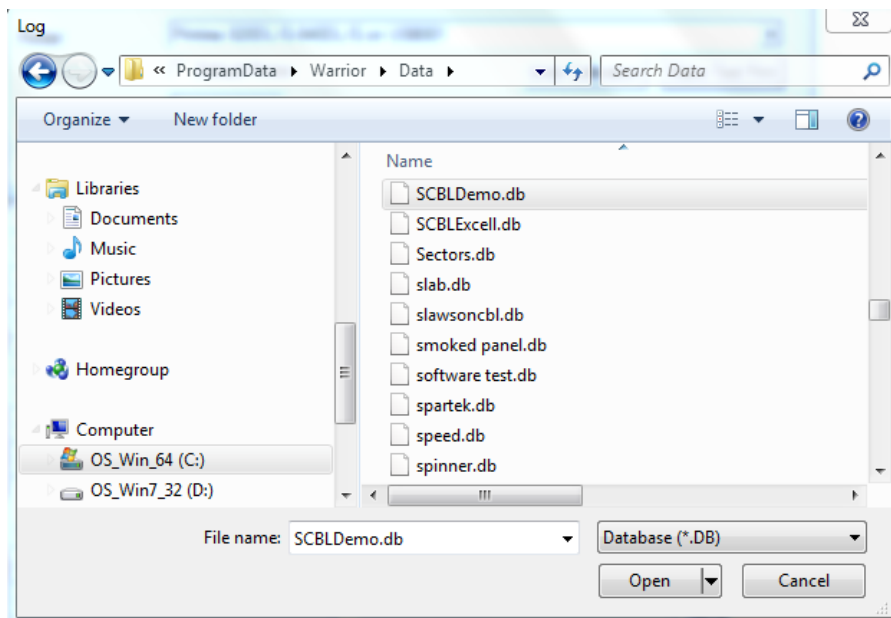 Log
« ProgramData ▸ Warrior ▸ Data ▸
Search Data
Organize
New folder
Name
Libraries
Documents
Music
Pictures
Videos
Homegroup
Computer
OS_Win_64 (C:)
OS_Win7_32 (D:)
SCBLDemo.db
SCBLExcell.db
Sectors.db
slab.db
slawsoncbl.db
smoked panel.db
software test.db
spartek.db
speed.db
spinner.db
File name: SCBLDemo.db
Database (*.DB)
Open
Cancel